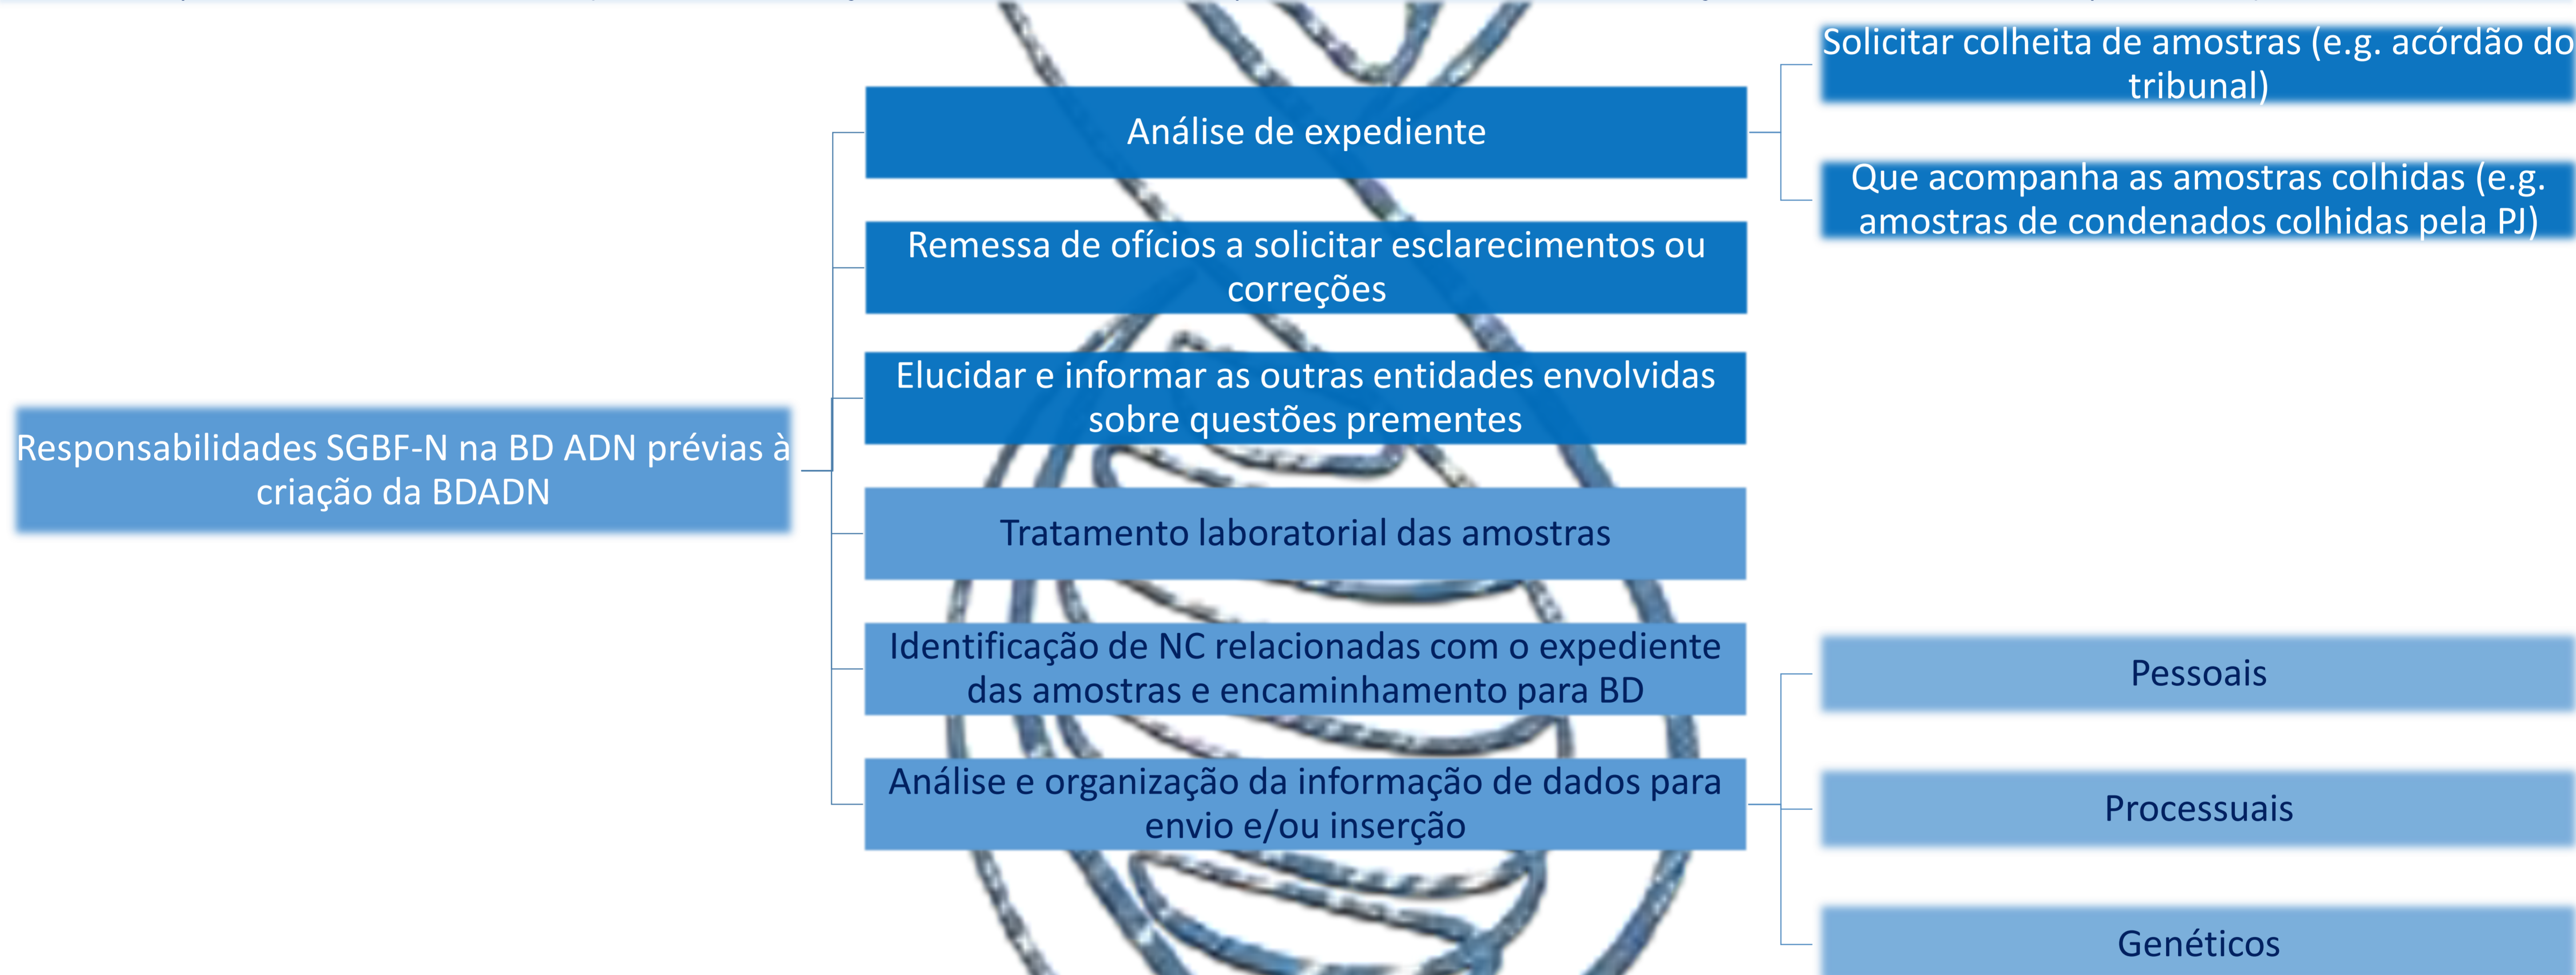 Solicitar colheita de amostras (e.g. acórdão do
tribunal)
Análise de expediente
Que acompanha as amostras colhidas (e.g.
amostras de condenados colhidas pela PJ)
Remessa de ofícios a solicitar esclarecimentos ou
correções
Elucidar e informar as outras entidades envolvidas
sobre questões prementes
Responsabilidades SGBF-N na BD ADN prévias à
criação da BDADN
Tratamento laboratorial das amostras
Identificação de NC relacionadas com o expediente
das amostras e encaminhamento para BD
Análise e organização da informação de dados para
envio e/ou inserção
Pessoais
Processuais
Genéticos